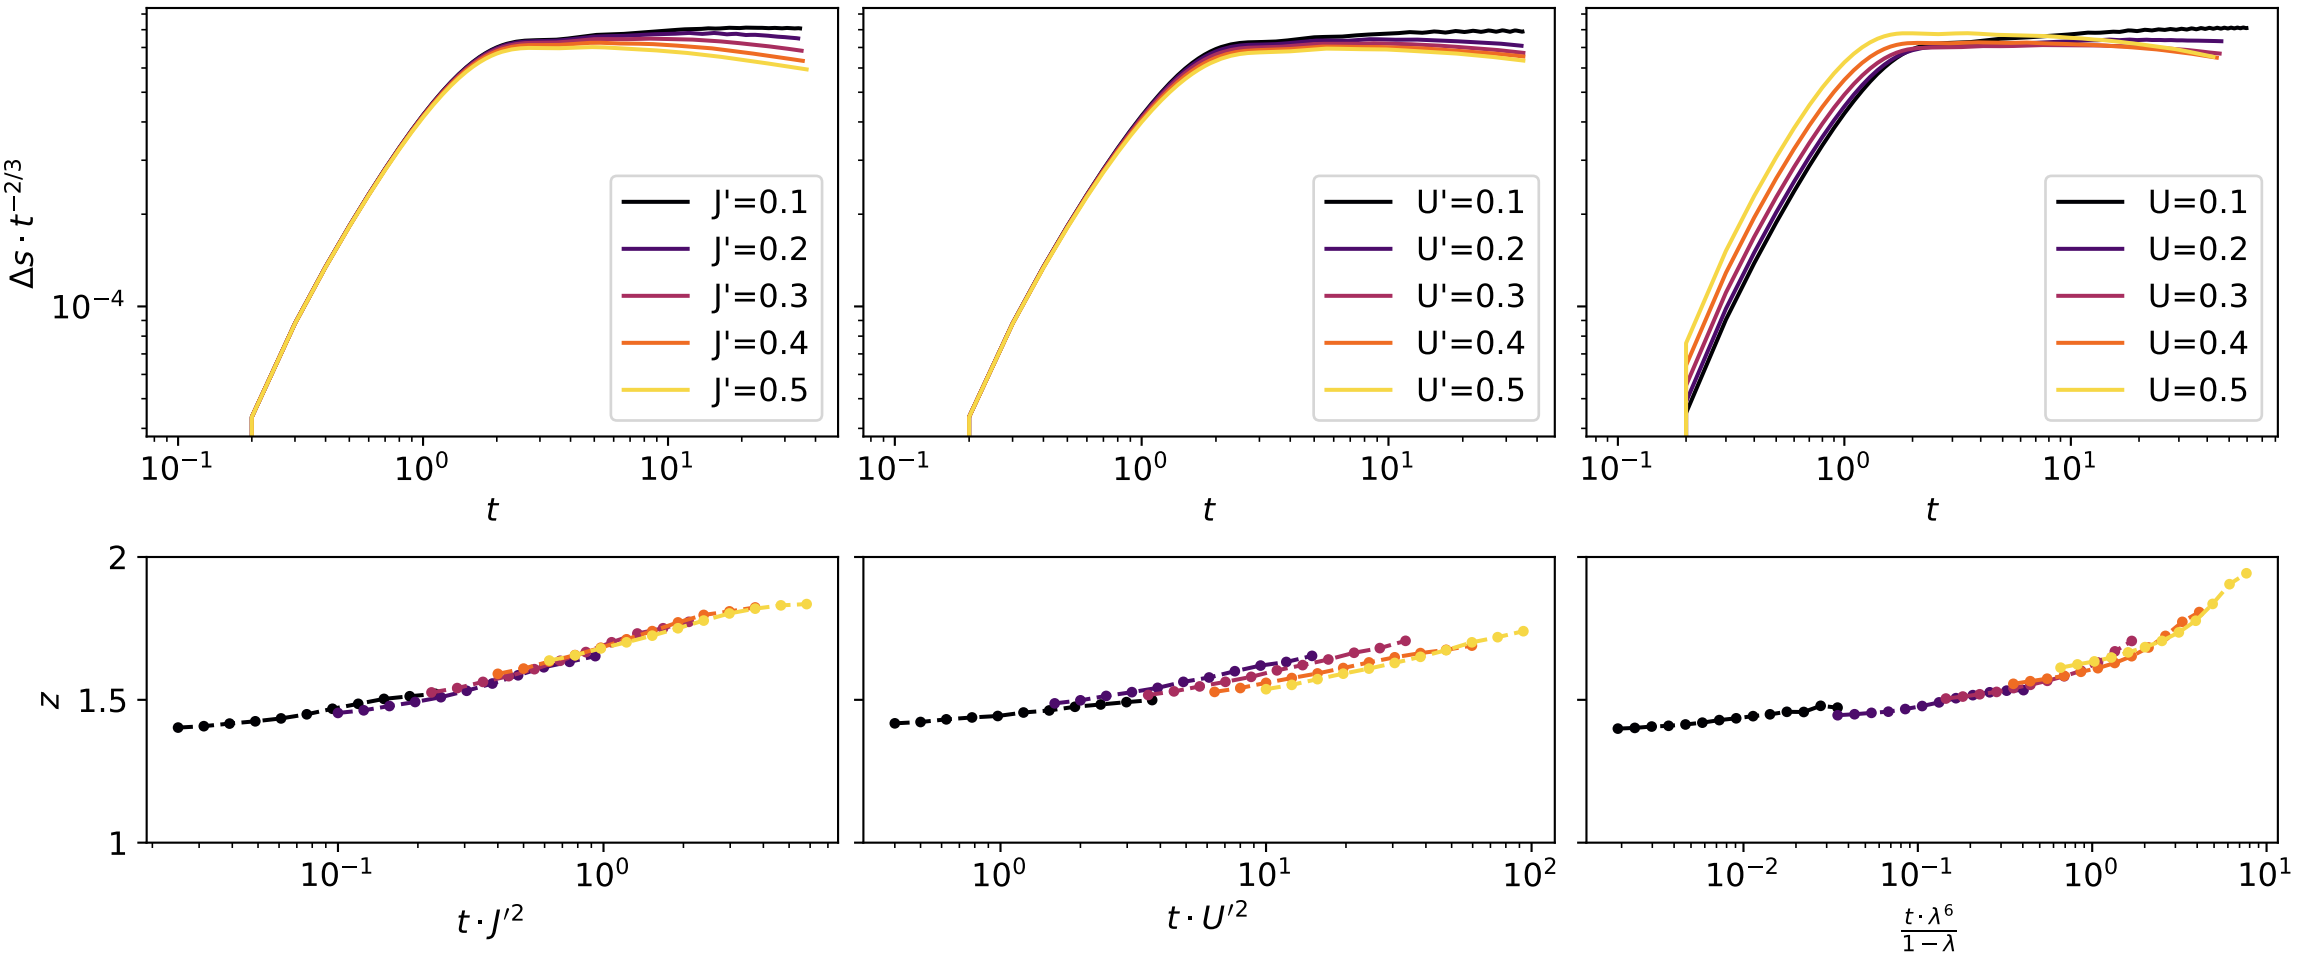 Δs · t^{-2/3}
10^{-4}
J'=0.1
J'=0.2
J'=0.3
J'=0.4
J'=0.5
10^{-1} 10^{0} 10^{1}
t
U'=0.1
U'=0.2
U'=0.3
U'=0.4
U'=0.5
10^{-1} 10^{0} 10^{1}
t
U=0.1
U=0.2
U=0.3
U=0.4
U=0.5
10^{-1} 10^{0} 10^{1}
t
z
2
1.5
1
10^{-1} 10^{0}
t · J'^{2}
10^{0} 10^{1} 10^{2}
t · U'^{2}
10^{-2} 10^{-1} 10^{0} 10^{1}
t · λ^{6}
1 − λ